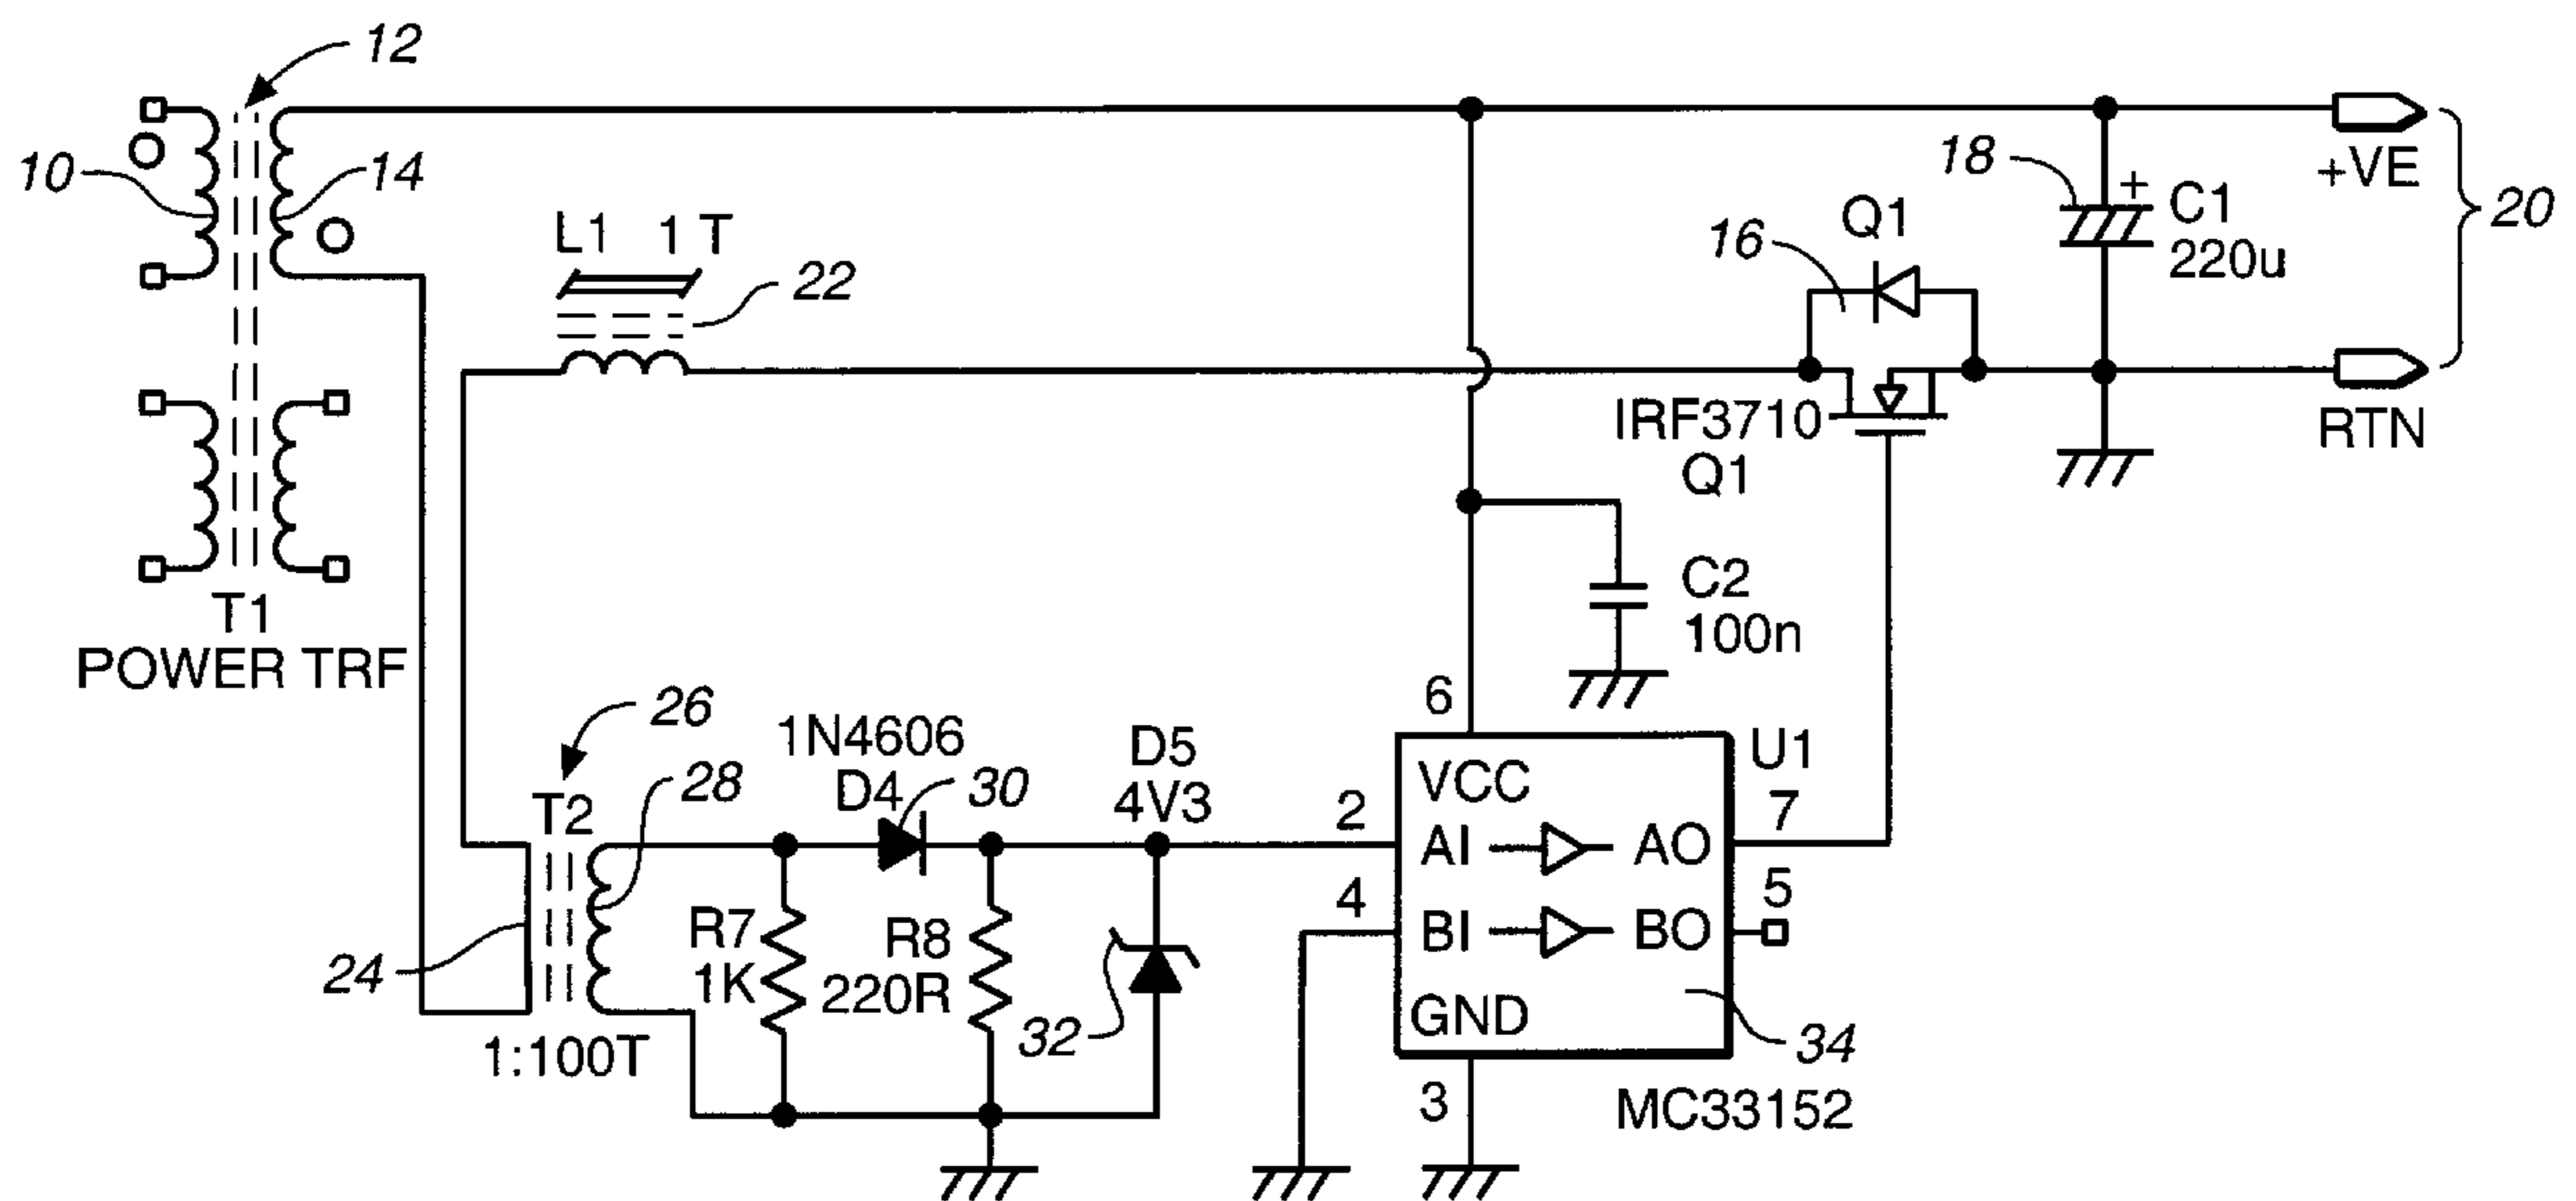 12
10
14
L1 1T
22
16
Q1
18
+
C1
220u
+VE
20
RTN
IRF3710
Q1
T1
POWER TRF
C2
100n
26
T2
28
1N4606
D4
30
D5
4V3
6
U1
VCC
2
AI
AO
7
4
BI
BO
5
GND
3
34
MC33152
24
1:100T
R7
1K
R8
220R
32